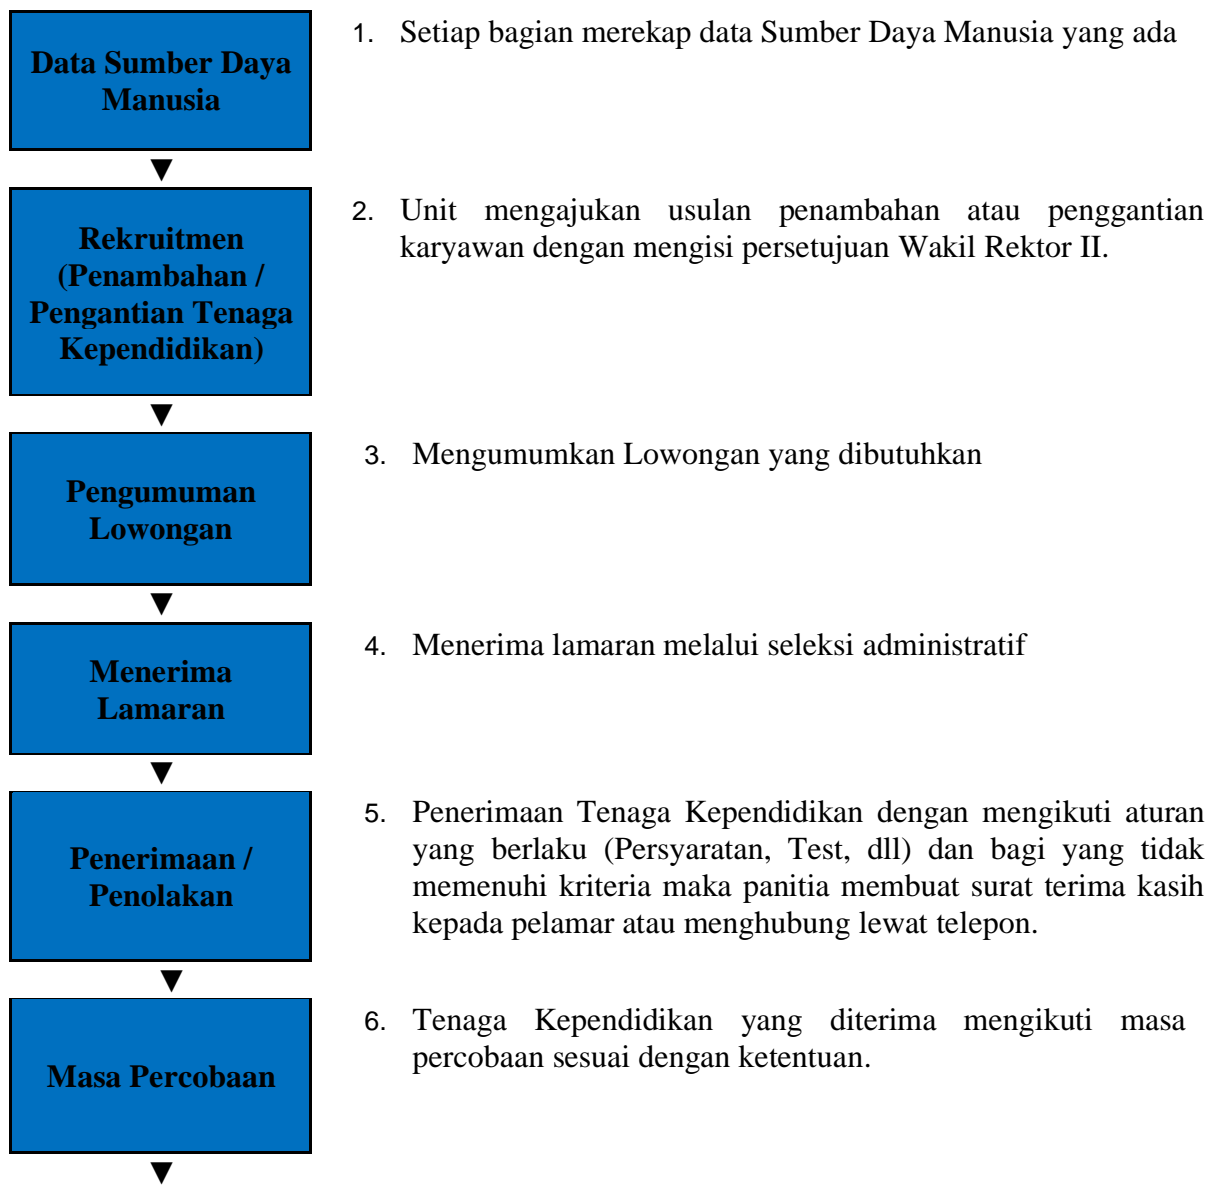 Data Sumber Daya
Manusia
1. Setiap bagian merekap data Sumber Daya Manusia yang ada
Rekruitmen
(Penambahan /
Pengantian Tenaga
Kependidikan)
2. Unit mengajukan usulan penambahan atau penggantian
karyawan dengan mengisi persetujuan Wakil Rektor II.
Pengumuman
Lowongan
3. Mengumumkan Lowongan yang dibutuhkan
Menerima
Lamaran
4. Menerima lamaran melalui seleksi administratif
Penerimaan /
Penolakan
5. Penerimaan Tenaga Kependidikan dengan mengikuti aturan
yang berlaku (Persyaratan, Test, dll) dan bagi yang tidak
memenuhi kriteria maka panitia membuat surat terima kasih
kepada pelamar atau menghubung lewat telepon.
Masa Percobaan
6. Tenaga Kependidikan yang diterima mengikuti masa
percobaan sesuai dengan ketentuan.